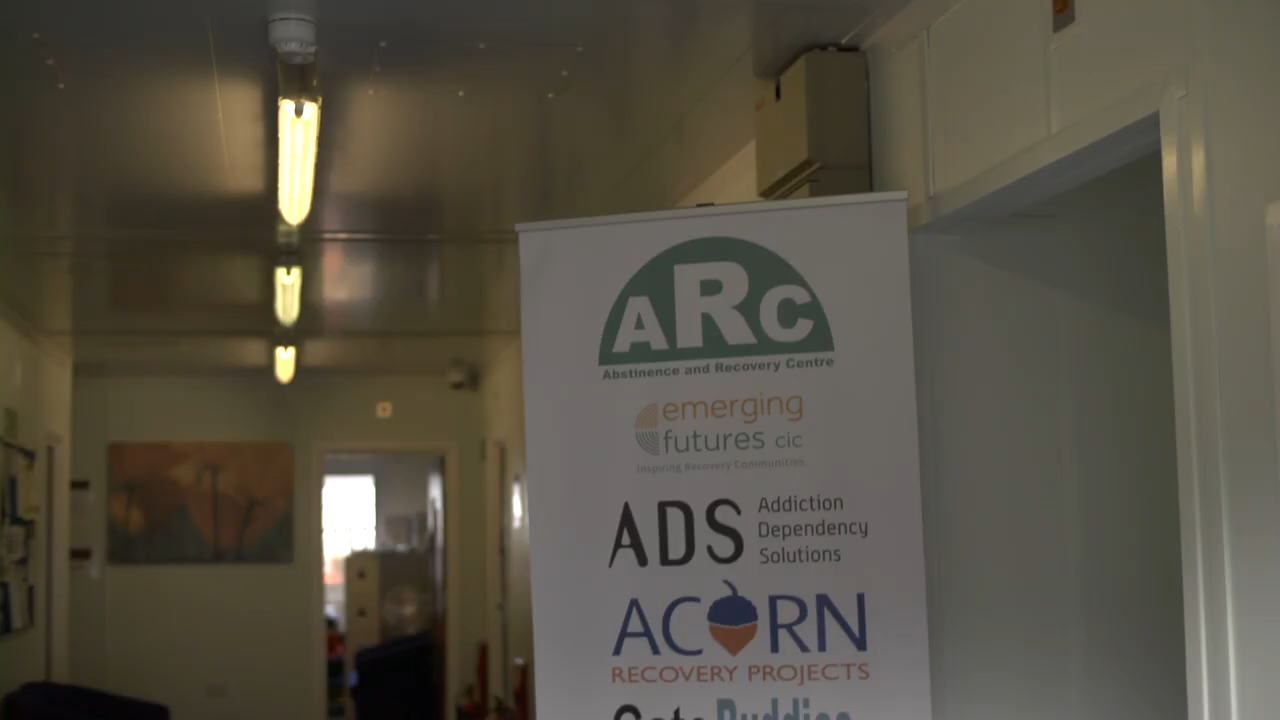 ARC
Abstinence and Recovery Centre
emerging
futures cic
Inspiring Recovery Communities
ADS
Addiction
Dependency
Solutions
ACORN
RECOVERY PROJECTS